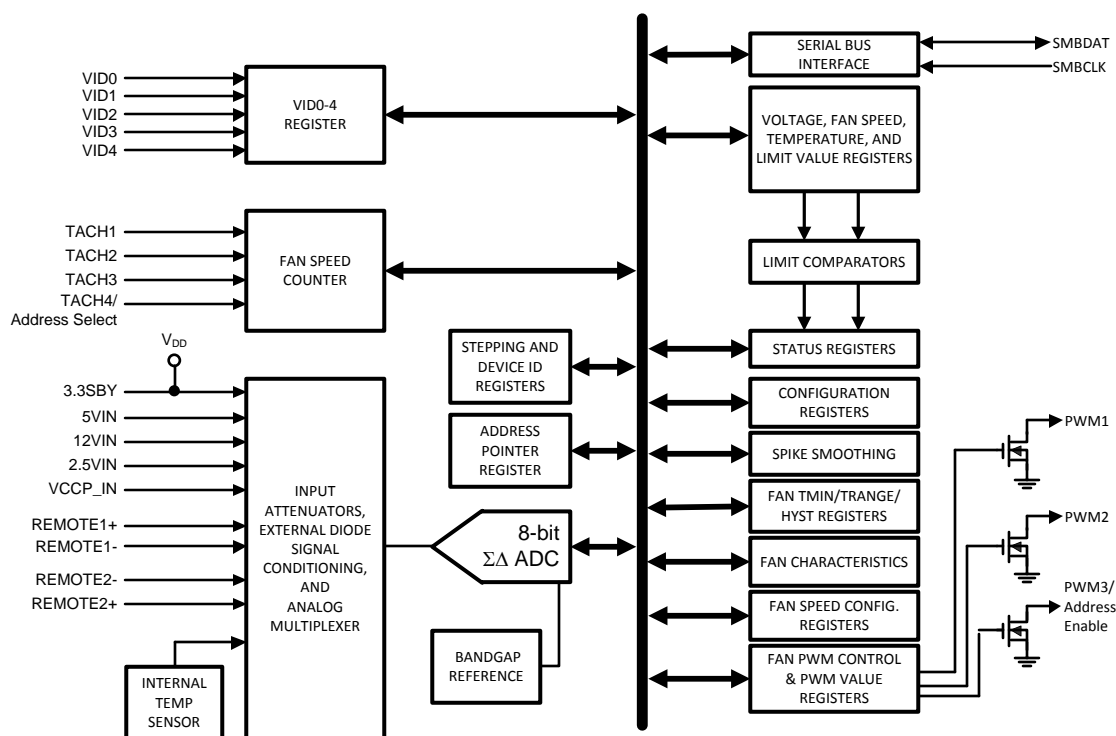 VID0
VID1
VID2
VID3
VID4
VID0-4
REGISTER
TACH1
TACH2
TACH3
TACH4/
Address Select
FAN SPEED
COUNTER
VDD
3.3SBY
5VIN
12VIN
2.5VIN
VCCP_IN
REMOTE1+
REMOTE1-
REMOTE2-
REMOTE2+
INTERNAL
TEMP
SENSOR
INPUT
ATTENUATORS,
EXTERNAL DIODE
SIGNAL
CONDITIONING,
AND
ANALOG
MULTIPLEXER
STEPPING AND
DEVICE ID
REGISTERS
ADDRESS
POINTER
REGISTER
8-bit
ΣΔ ADC
BANDGAP
REFERENCE
SERIAL BUS
INTERFACE
SMBDAT
SMBCLK
VOLTAGE, FAN SPEED,
TEMPERATURE, AND
LIMIT VALUE REGISTERS
LIMIT COMPARATORS
STATUS REGISTERS
CONFIGURATION
REGISTERS
SPIKE SMOOTHING
FAN TMIN/TRANGE/
HYST REGISTERS
FAN CHARACTERISTICS
FAN SPEED CONFIG.
REGISTERS
FAN PWM CONTROL
& PWM VALUE
REGISTERS
PWM1
PWM2
PWM3/
Address
Enable